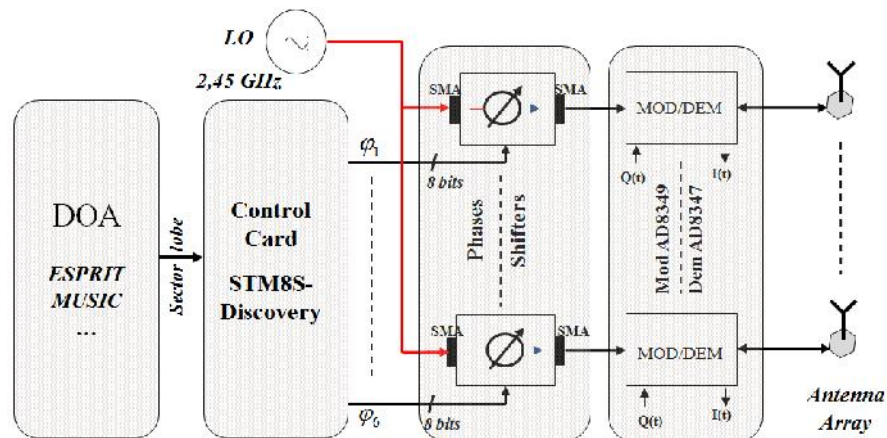 LO
2,45 GHz
SMA
SMA
MOD/DEM
φ1
8 bits
Q(t)
I(t)
DOA
ESPRIT
MUSIC
...
Sector lobe
Control
Card
STM8S-
Discovery
Phases
Shifters
Mod AD8349
Dem AD8347
SMA
SMA
MOD/DEM
φ6
8 bits
Q(t)
I(t)
Antenna
Array